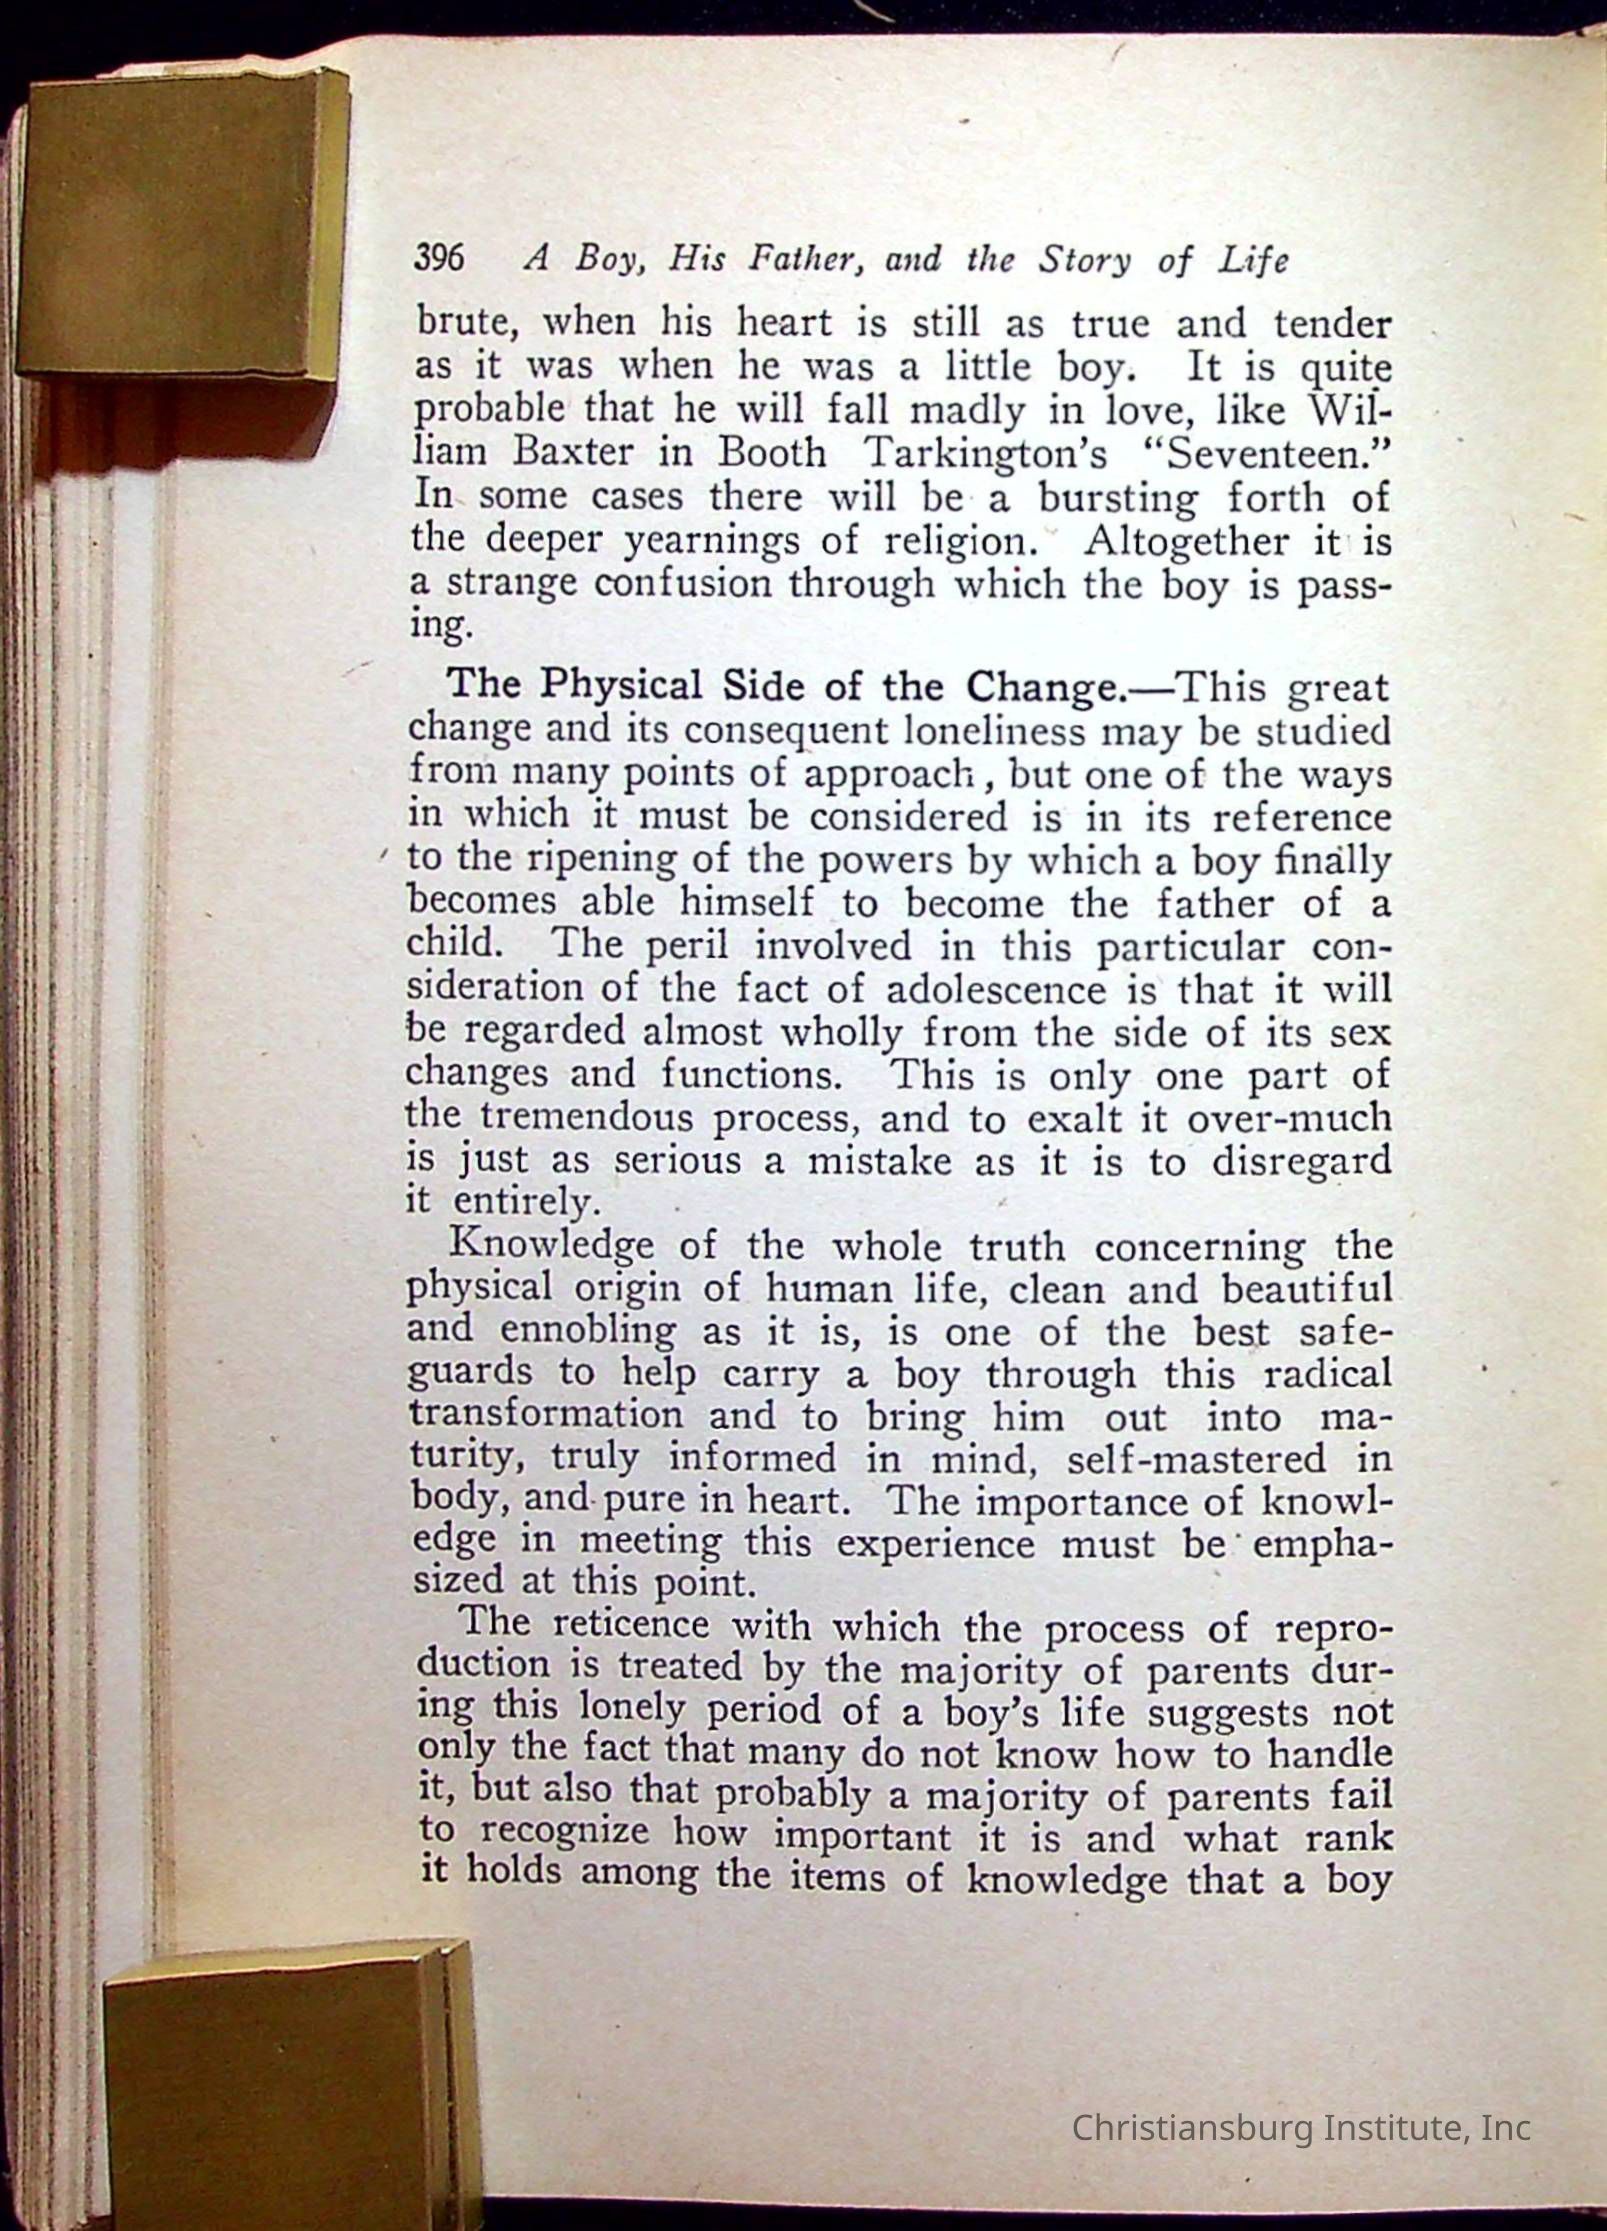 396 A Boy, His Father, and the Story of Life
brute, when his heart is still as true and tender
as it was when he was a little boy. It is quite
probable that he will fall madly in love, like Wil-
liam Baxter in Booth Tarkington's “Seventeen.”
In some cases there will be a bursting forth of
the deeper yearnings of religion. Altogether it is
a strange confusion through which the boy is pass-
ing.
The Physical Side of the Change.—This great
change and its consequent loneliness may be studied
from many points of approach, but one of the ways
in which it must be considered is in its reference
to the ripening of the powers by which a boy finally
becomes able himself to become the father of a
child. The peril involved in this particular con-
sideration of the fact of adolescence is that it will
be regarded almost wholly from the side of its sex
changes and functions. This is only one part of
the tremendous process, and to exalt it over-much
is just as serious a mistake as it is to disregard
it entirely.
Knowledge of the whole truth concerning the
physical origin of human life, clean and beautiful
and ennobling as it is, is one of the best safe-
guards to help carry a boy through this radical
transformation and to bring him out into ma-
turity, truly informed in mind, self-mastered in
body, and pure in heart. The importance of knowl-
edge in meeting this experience must be empha-
sized at this point.
The reticence with which the process of repro-
duction is treated by the majority of parents dur-
ing this lonely period of a boy's life suggests not
only the fact that many do not know how to handle
it, but also that probably a majority of parents fail
to recognize how important it is and what rank
it holds among the items of knowledge that a boy
Christiansburg Institute, Inc